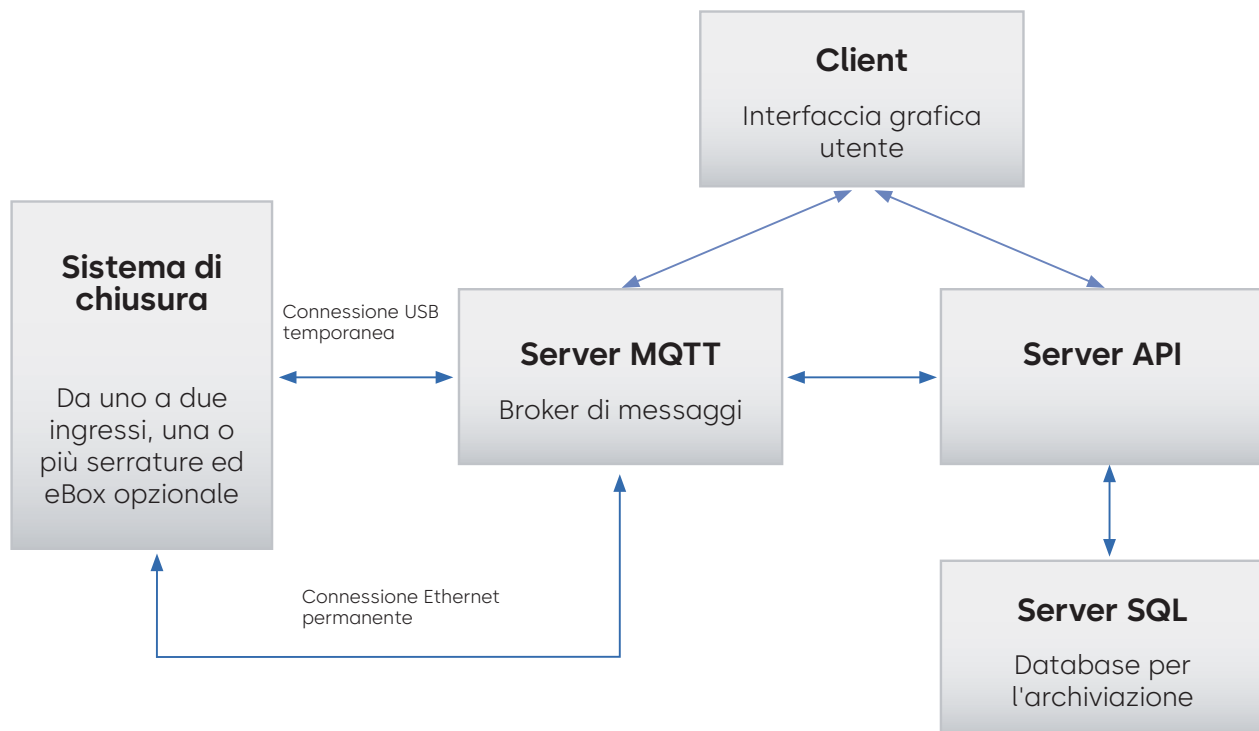 Client
Interfaccia grafica
utente
Sistema di
chiusura
Da uno a due
ingressi, una o
più serrature ed
eBox opzionale
Connessione USB
temporanea
Server MQTT
Broker di messaggi
Server API
Connessione Ethernet
permanente
Server SQL
Database per
l'archiviazione